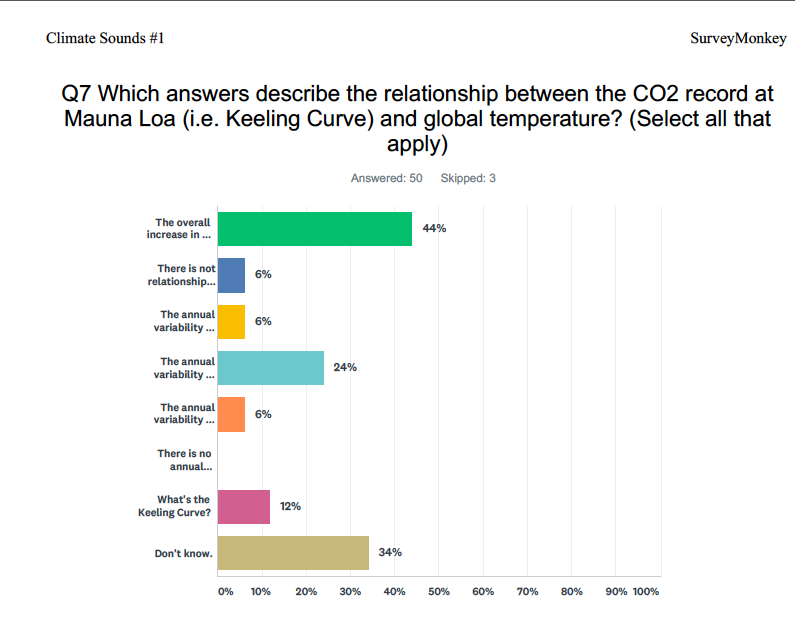 Climate Sounds #1
SurveyMonkey
Q7 Which answers describe the relationship between the CO2 record at
Mauna Loa (i.e. Keeling Curve) and global temperature? (Select all that
apply)
Answered: 50 Skipped: 3
The overall
increase in ...
44%
There is not
relationship...
6%
The annual
variability ...
6%
The annual
variability ...
24%
The annual
variability ...
6%
There is no
annual...
What's the
Keeling Curve?
12%
Don't know.
34%
0% 10% 20% 30% 40% 50% 60% 70% 80% 90% 100%